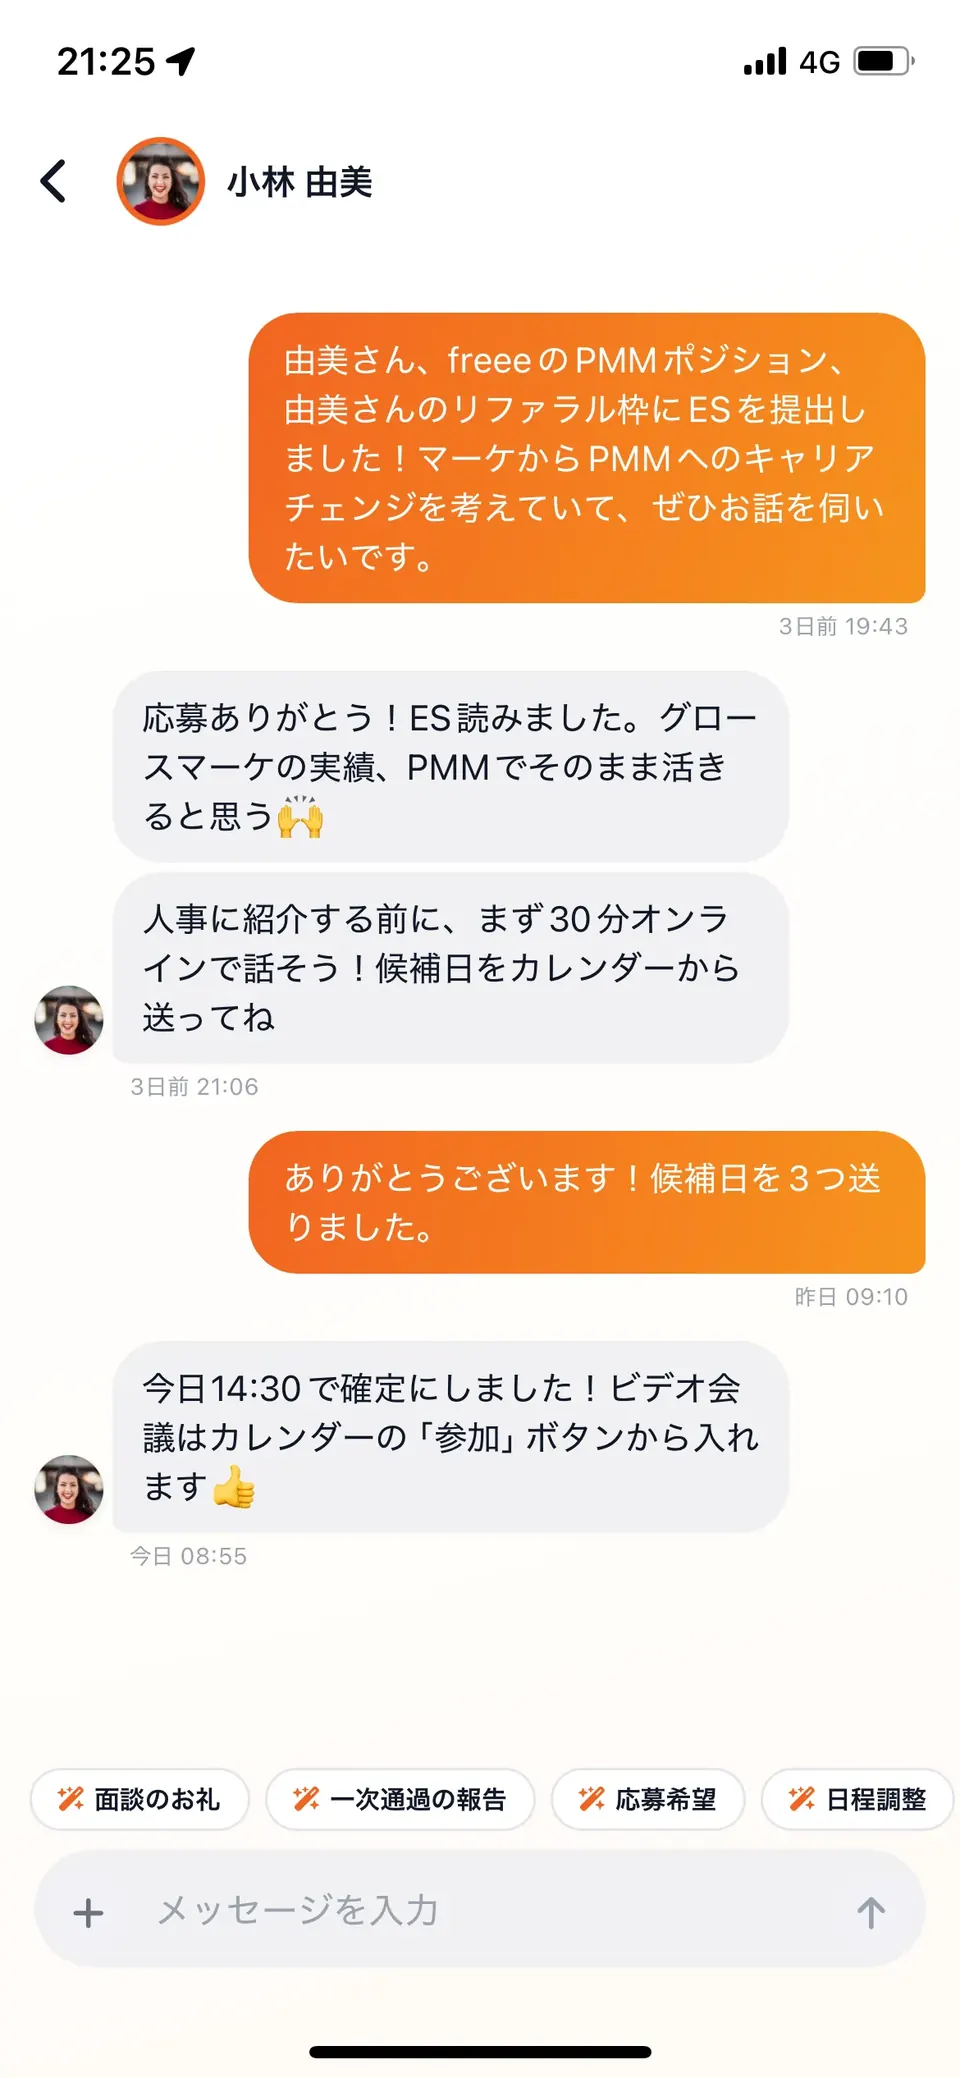 21:25
4G
小林 由美
由美さん、freeeのPMMポジション、
由美さんのリファラル枠にESを提出し
ました！マーケからPMMへのキャリア
チェンジを考えていて、ぜひお話を伺い
たいです。
3日前 19:43
応募ありがとう！ES読みました。グロー
スマーケの実績、PMMでそのまま活き
ると思う🙌
人事に紹介する前に、まず30分オンラ
インで話そう！候補日をカレンダーから
送ってね
3日前 21:06
ありがとうございます！候補日を3つ送
りました。
昨日 09:10
今日14:30で確定にしました！ビデオ会
議はカレンダーの「参加」ボタンから入れ
ます👍
今日 08:55
面談のお礼
一次通過の報告
応募希望
日程調整
メッセージを入力